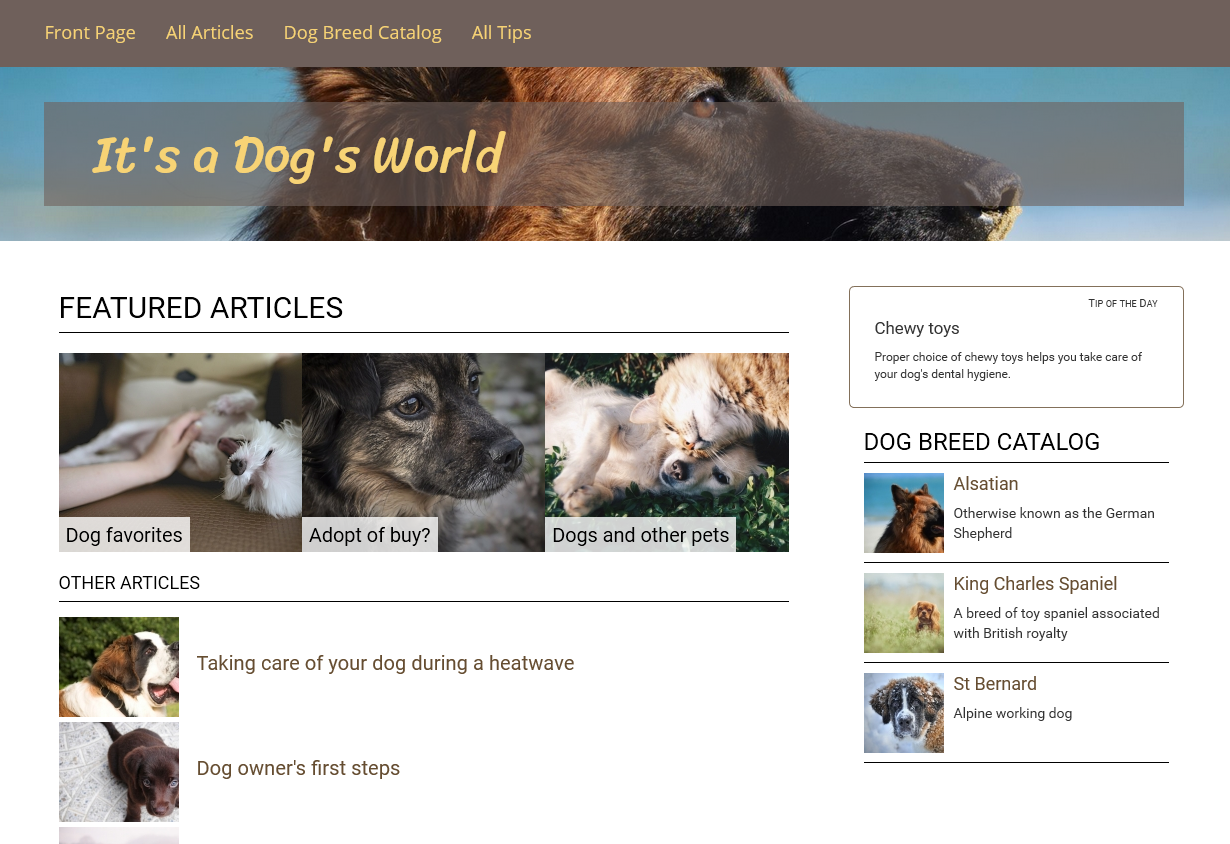 Front Page All Articles Dog Breed Catalog All Tips
It's a Dog's World
FEATURED ARTICLES
Dog favorites
Adopt of buy?
Dogs and other pets
OTHER ARTICLES
Taking care of your dog during a heatwave
Dog owner's first steps
Tip of the Day
Chewy toys
Proper choice of chewy toys helps you take care of
your dog's dental hygiene.
DOG BREED CATALOG
Alsatian
Otherwise known as the German
Shepherd
King Charles Spaniel
A breed of toy spaniel associated
with British royalty
St Bernard
Alpine working dog